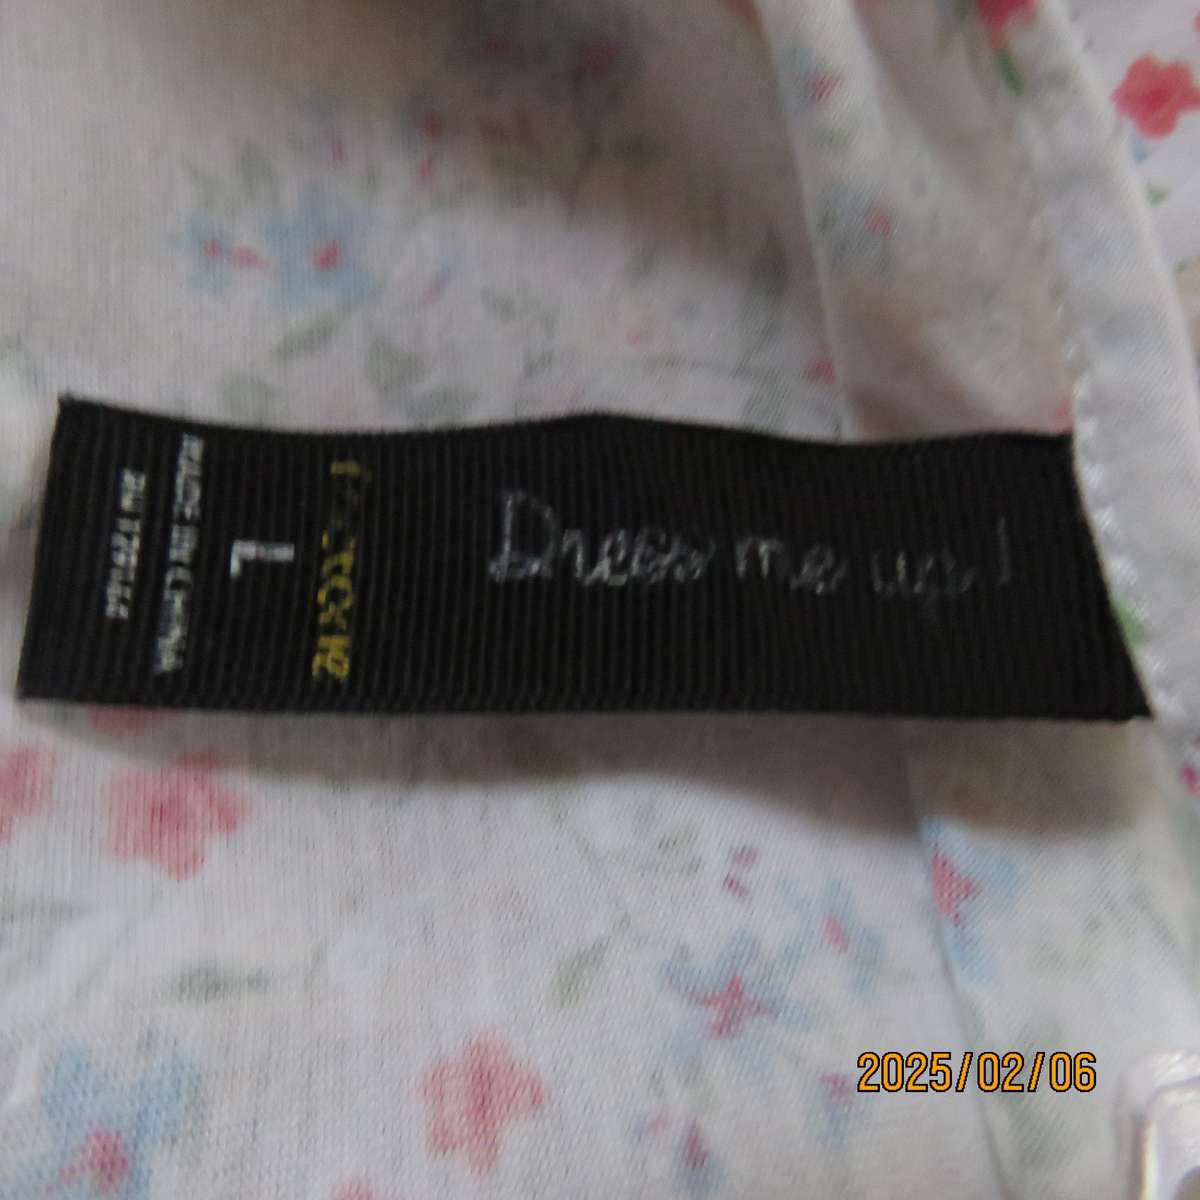 Dress me up!
L
MADE IN CHINA
2025/02/06